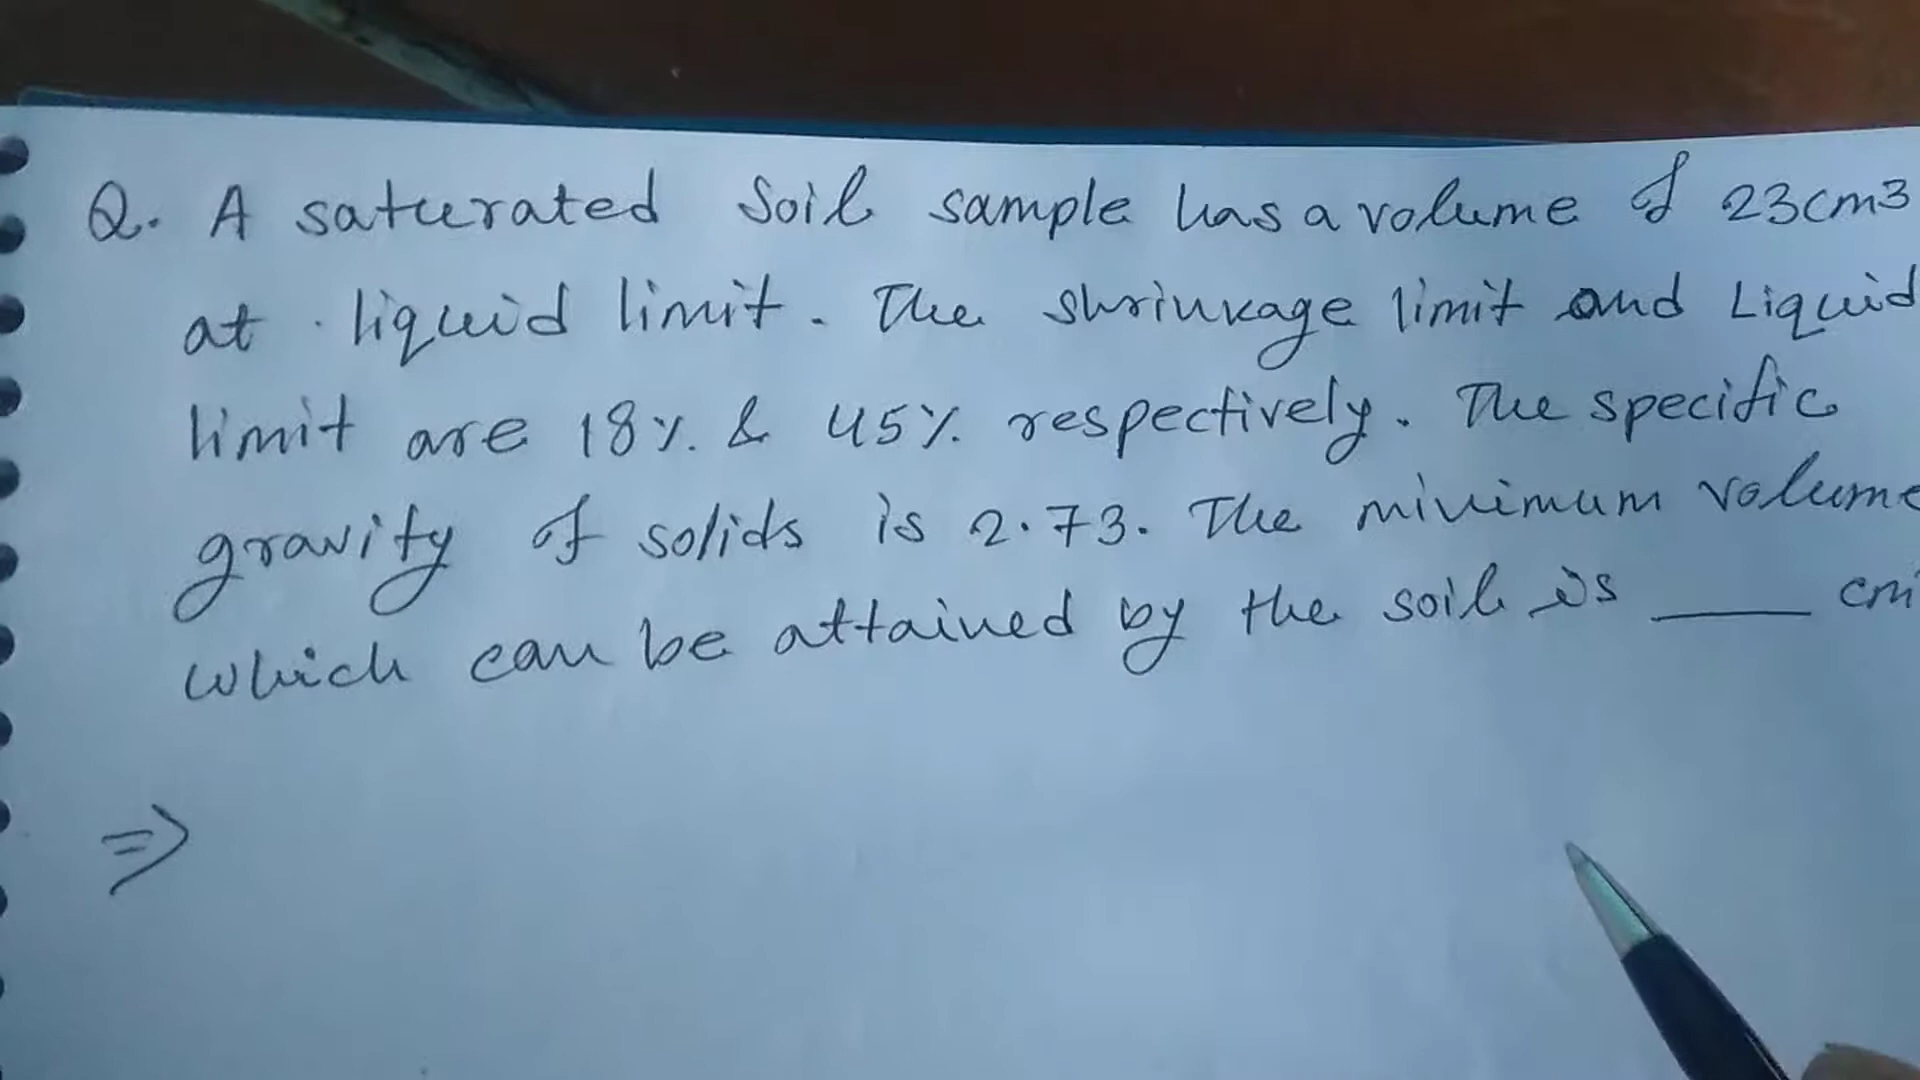 Q. A saturated Soil sample has a volume of 23cm3
at liquid limit. The shrinkage limit and Liquid
limit are 18% & 45% respectively. The specific
gravity of solids is 2.73. The minimum volume
which can be attained by the soil is ____ cm
⇒